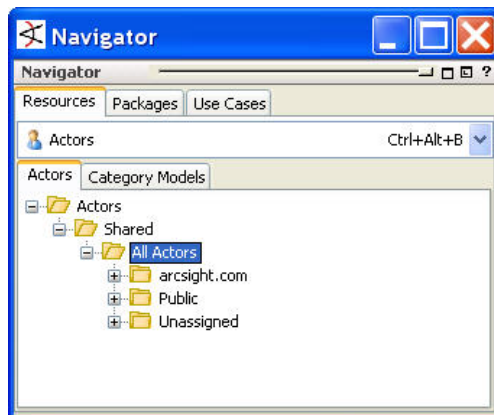 Navigator
Navigator ?
Resources Packages Use Cases
Actors Ctrl+Alt+B
Actors Category Models
Actors
Shared
All Actors
arcsight.com
Public
Unassigned